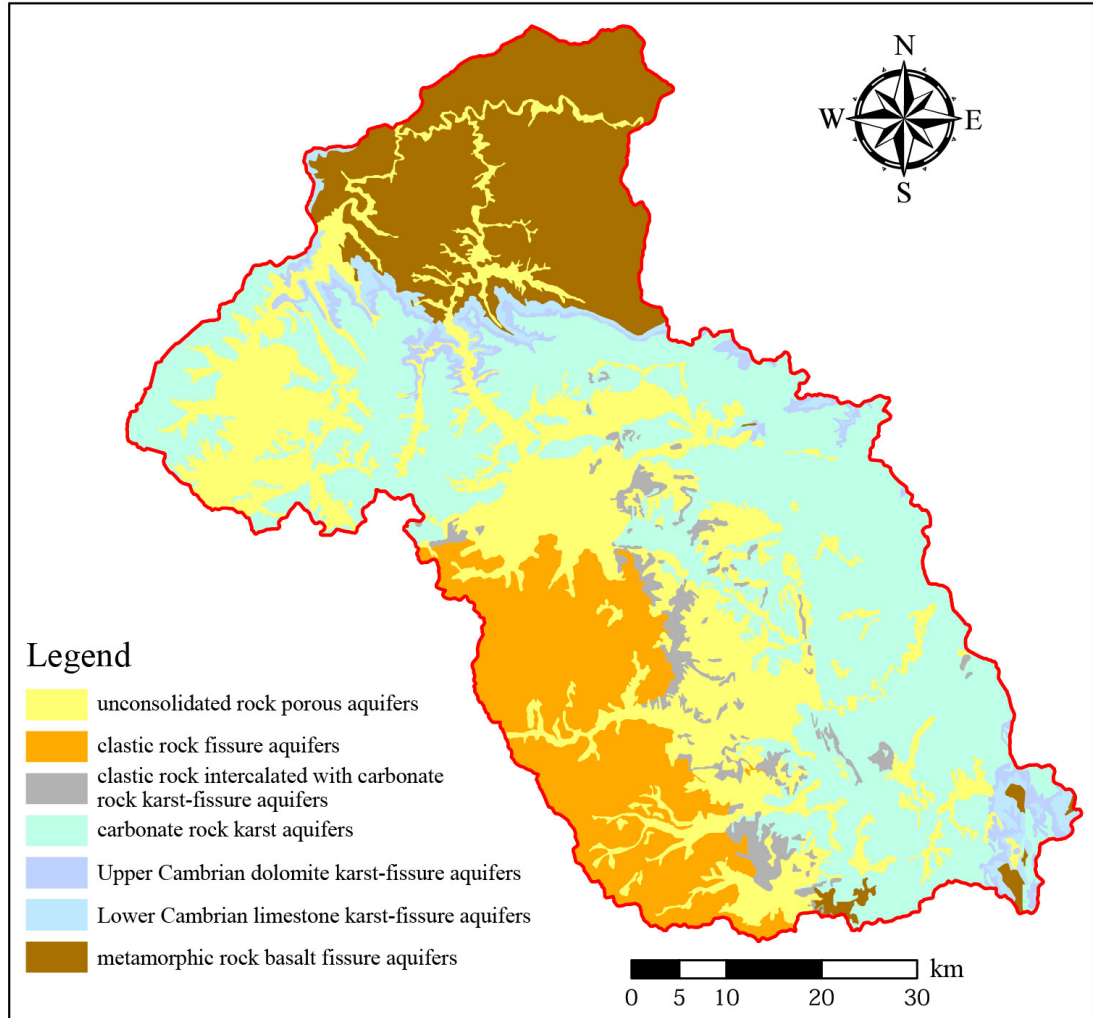 N
W E
S
Legend
unconsolidated rock porous aquifers
clastic rock fissure aquifers
clastic rock intercalated with carbonate
rock karst-fissure aquifers
carbonate rock karst aquifers
Upper Cambrian dolomite karst-fissure aquifers
Lower Cambrian limestone karst-fissure aquifers
metamorphic rock basalt fissure aquifers
km
0 5 10 20 30